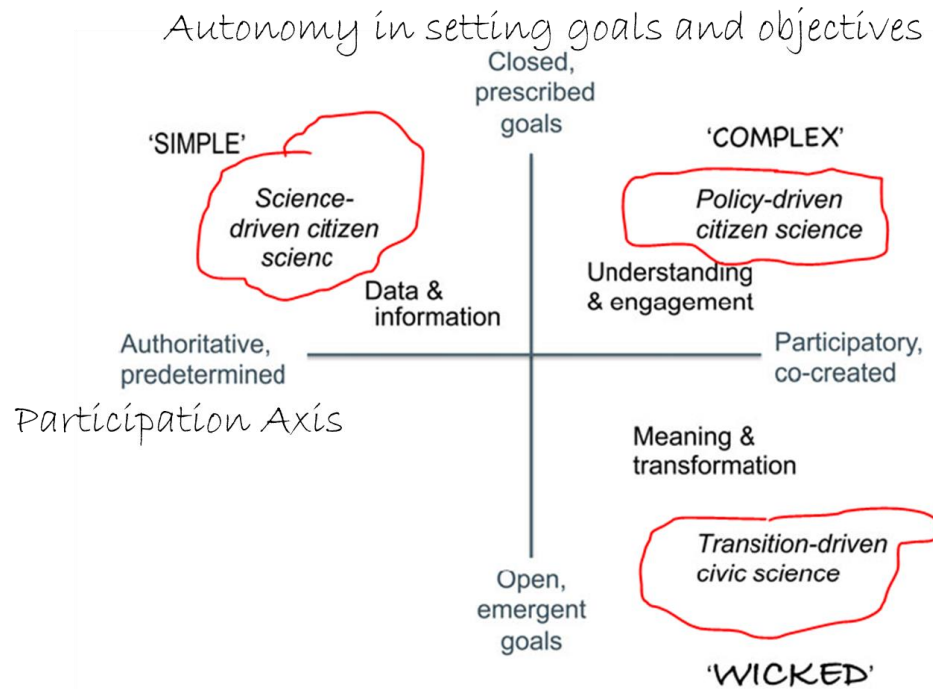 Autonomy in setting goals and objectives
Closed,
prescribed
goals
'SIMPLE'
Science-
driven citizen
scienc
Data &
information
'COMPLEX'
Policy-driven
citizen science
Understanding
& engagement
Authoritative,
predetermined
Participatory,
co-created
Participation Axis
Meaning &
transformation
Transition-driven
civic science
Open,
emergent
goals
'WICKED'